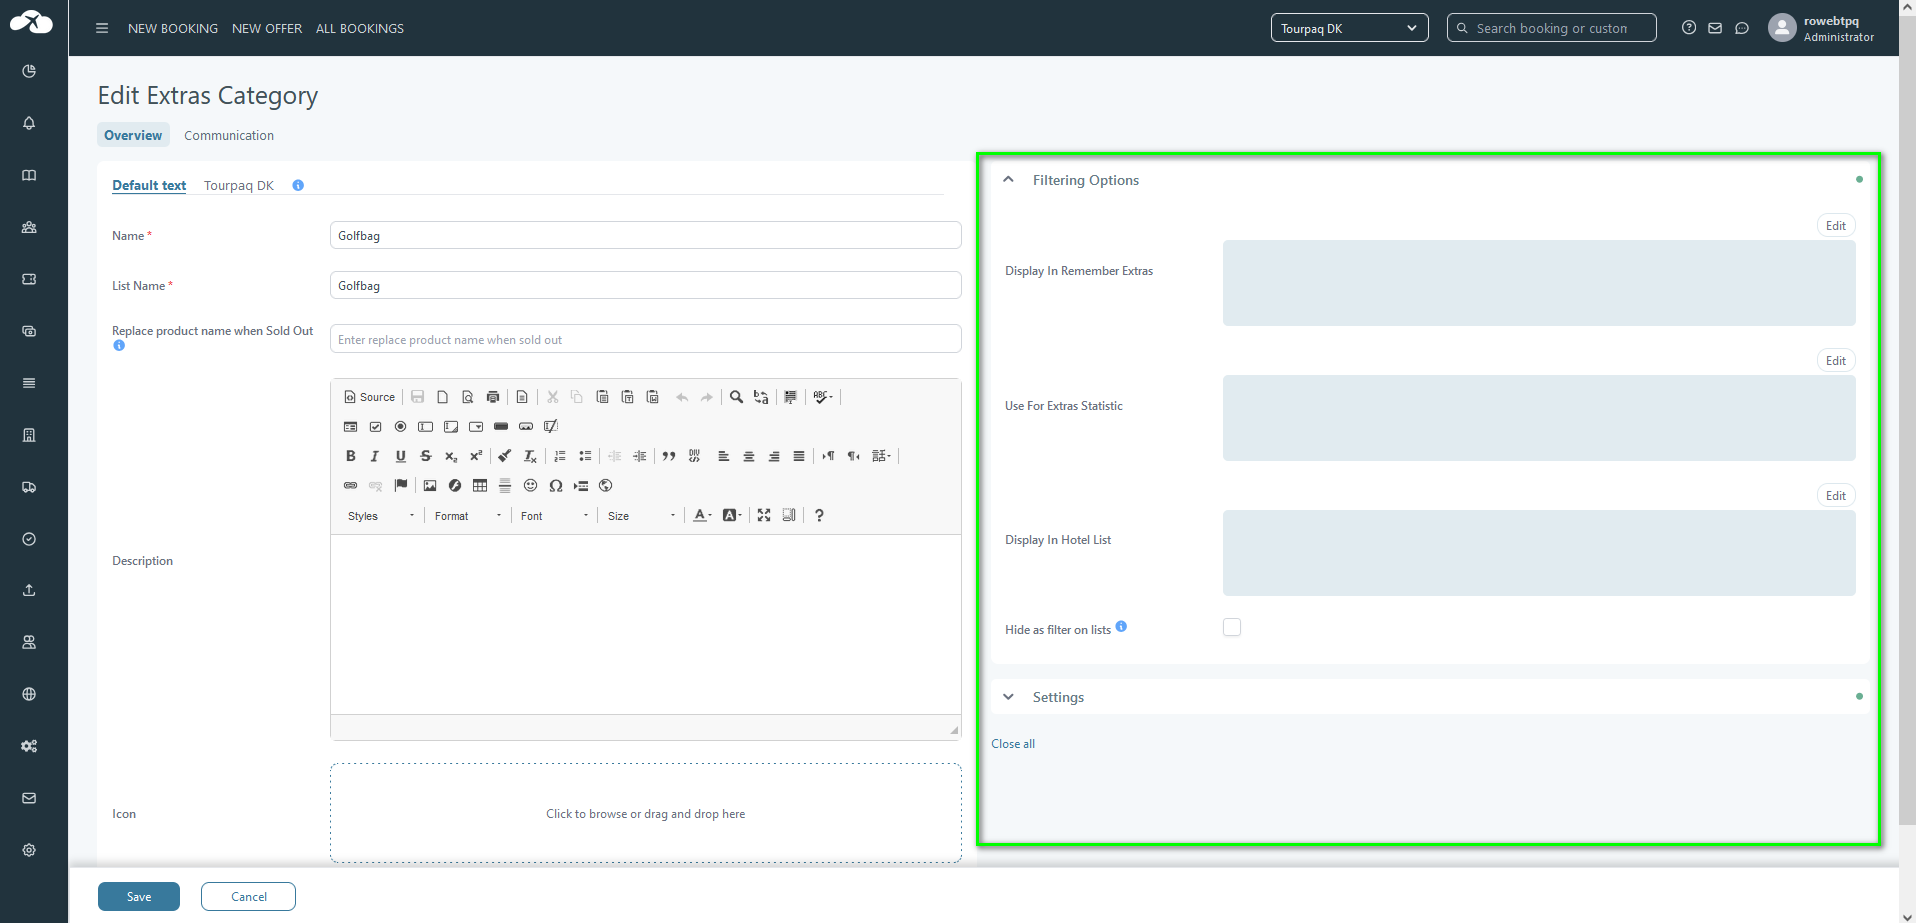 NEW BOOKING NEW OFFER ALL BOOKINGS
Tourpaq DK
Search booking or custon
rowebtpq
Administrator
Edit Extras Category
Overview Communication
Default text Tourpaq DK
Name *
Golfbag
List Name *
Golfbag
Replace product name when Sold Out
Enter replace product name when sold out
Source
Styles Format Font Size
Description
Icon
Click to browse or drag and drop here
Filtering Options
Edit
Display In Remember Extras
Edit
Use For Extras Statistic
Edit
Display In Hotel List
Hide as filter on lists
Settings
Close all
Save Cancel